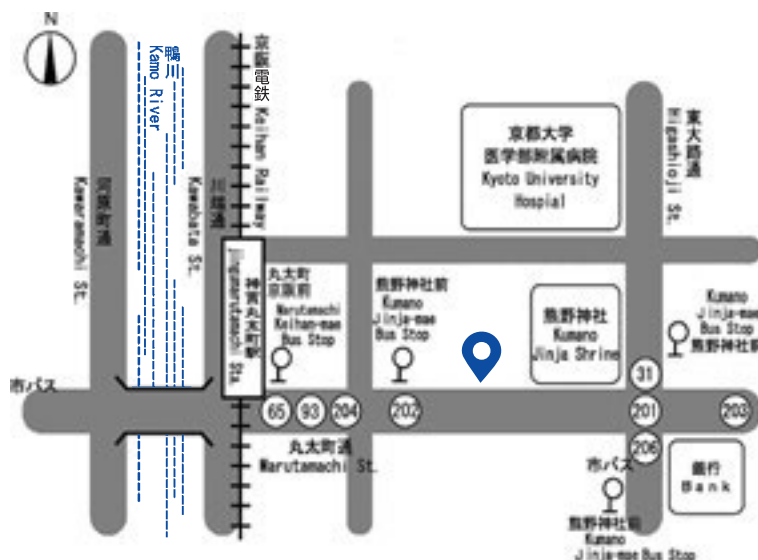 N
鴨川
Kamo River
京阪電鉄 Keihan Railway
京都大学
医学部附属病院
Kyoto University
Hospial
東大路通
Higashioji St.
河原町通
Kawaramachi St.
川端通
Kawabata St.
神宮丸太町駅
jingumarutamachi Sta.
丸太町
京阪前
Marutamachi
Keihan-mae
Bus Stop
熊野神社前
Kumano
Jinja-mae
Bus Stop
熊野神社
Kumano
Jinja Shrine
Kumano
Jinja-mae
Bus Stop
熊野神社前
市バス
31
65
93
204
202
201
203
206
丸太町通
Marutamachi St.
市バス
銀行
Bank
熊野神社前
Kumano
Jinja-mae Bus Stop